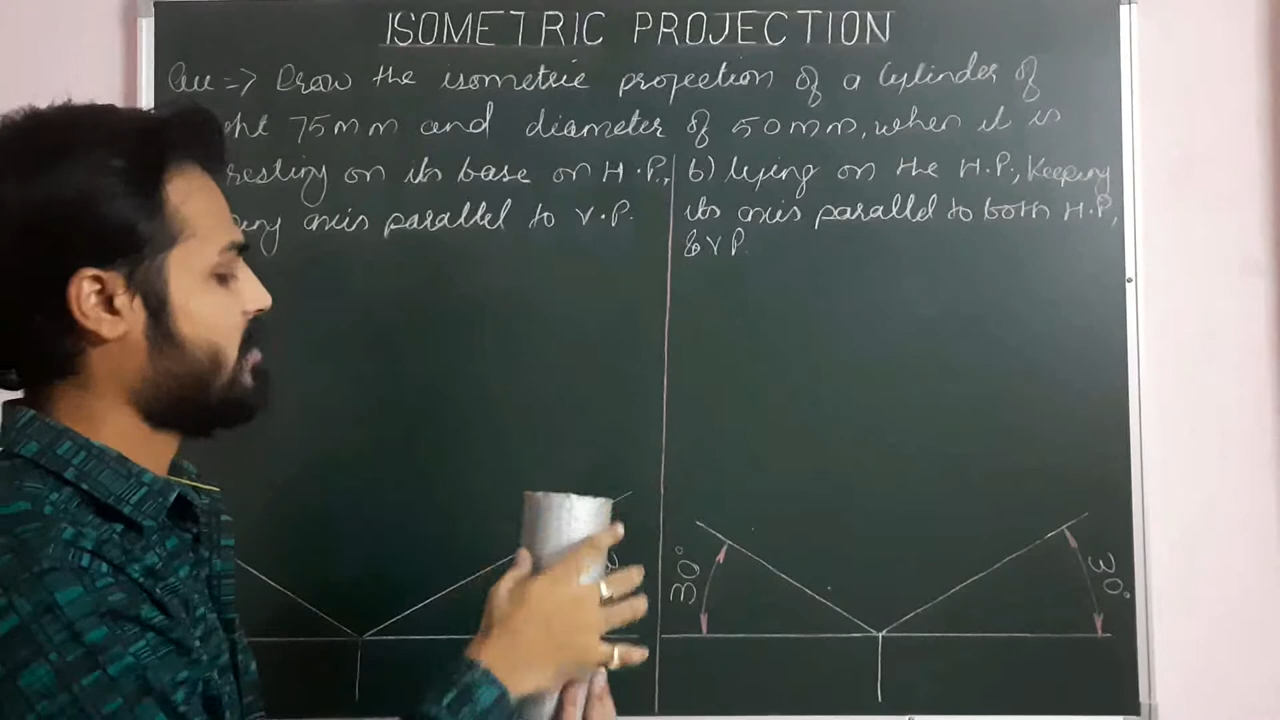 ISOMETRIC PROJECTION
Que => Draw the isometric projection of a Cylinder of
75mm and diameter of 50mm, when it is
resting on its base on H.P.,
axis parallel to V.P.
b) lying on the H.P., Keeping
its axis parallel to both H.P,
& V P.
30°
30°